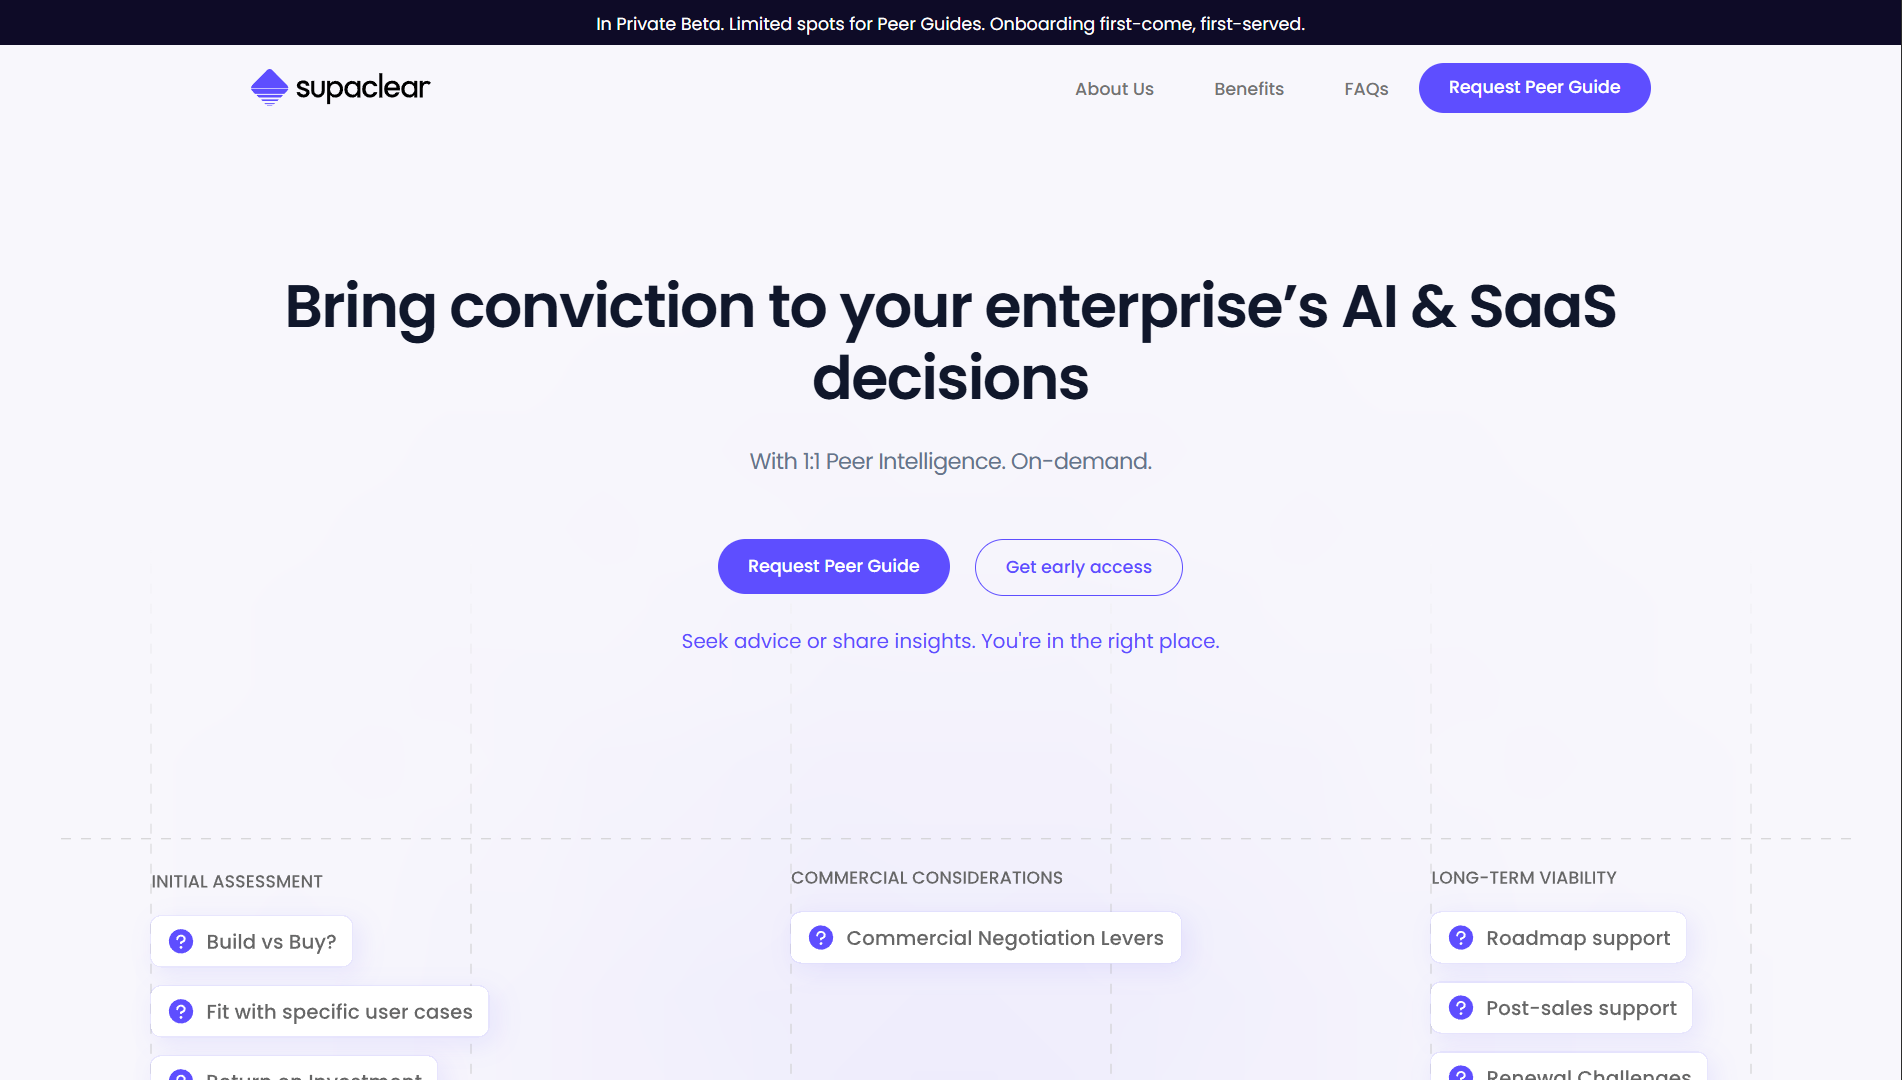 In Private Beta. Limited spots for Peer Guides. Onboarding first-come, first-served.
supaclear
About Us
Benefits
FAQs
Request Peer Guide
Bring conviction to your enterprise’s AI & SaaS
decisions
With 1:1 Peer Intelligence. On-demand.
Request Peer Guide
Get early access
Seek advice or share insights. You're in the right place.
INITIAL ASSESSMENT
Build vs Buy?
Fit with specific user cases
Return on Investment
COMMERCIAL CONSIDERATIONS
Commercial Negotiation Levers
LONG-TERM VIABILITY
Roadmap support
Post-sales support
Renewal Challenges